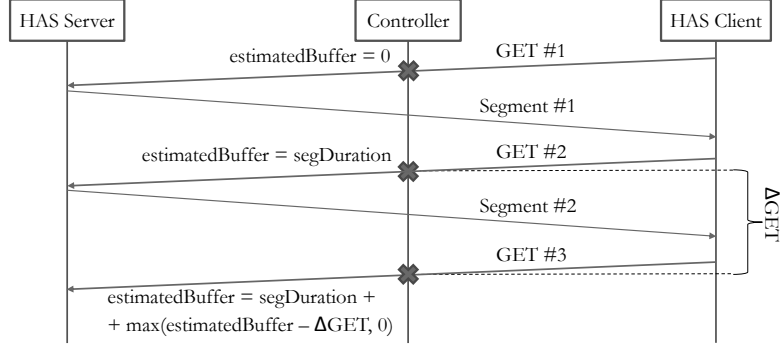 HAS Server
Controller
HAS Client
estimatedBuffer = 0
GET #1
Segment #1
estimatedBuffer = segDuration
GET #2
Segment #2
ΔGET
GET #3
estimatedBuffer = segDuration +
+ max(estimatedBuffer – ΔGET, 0)